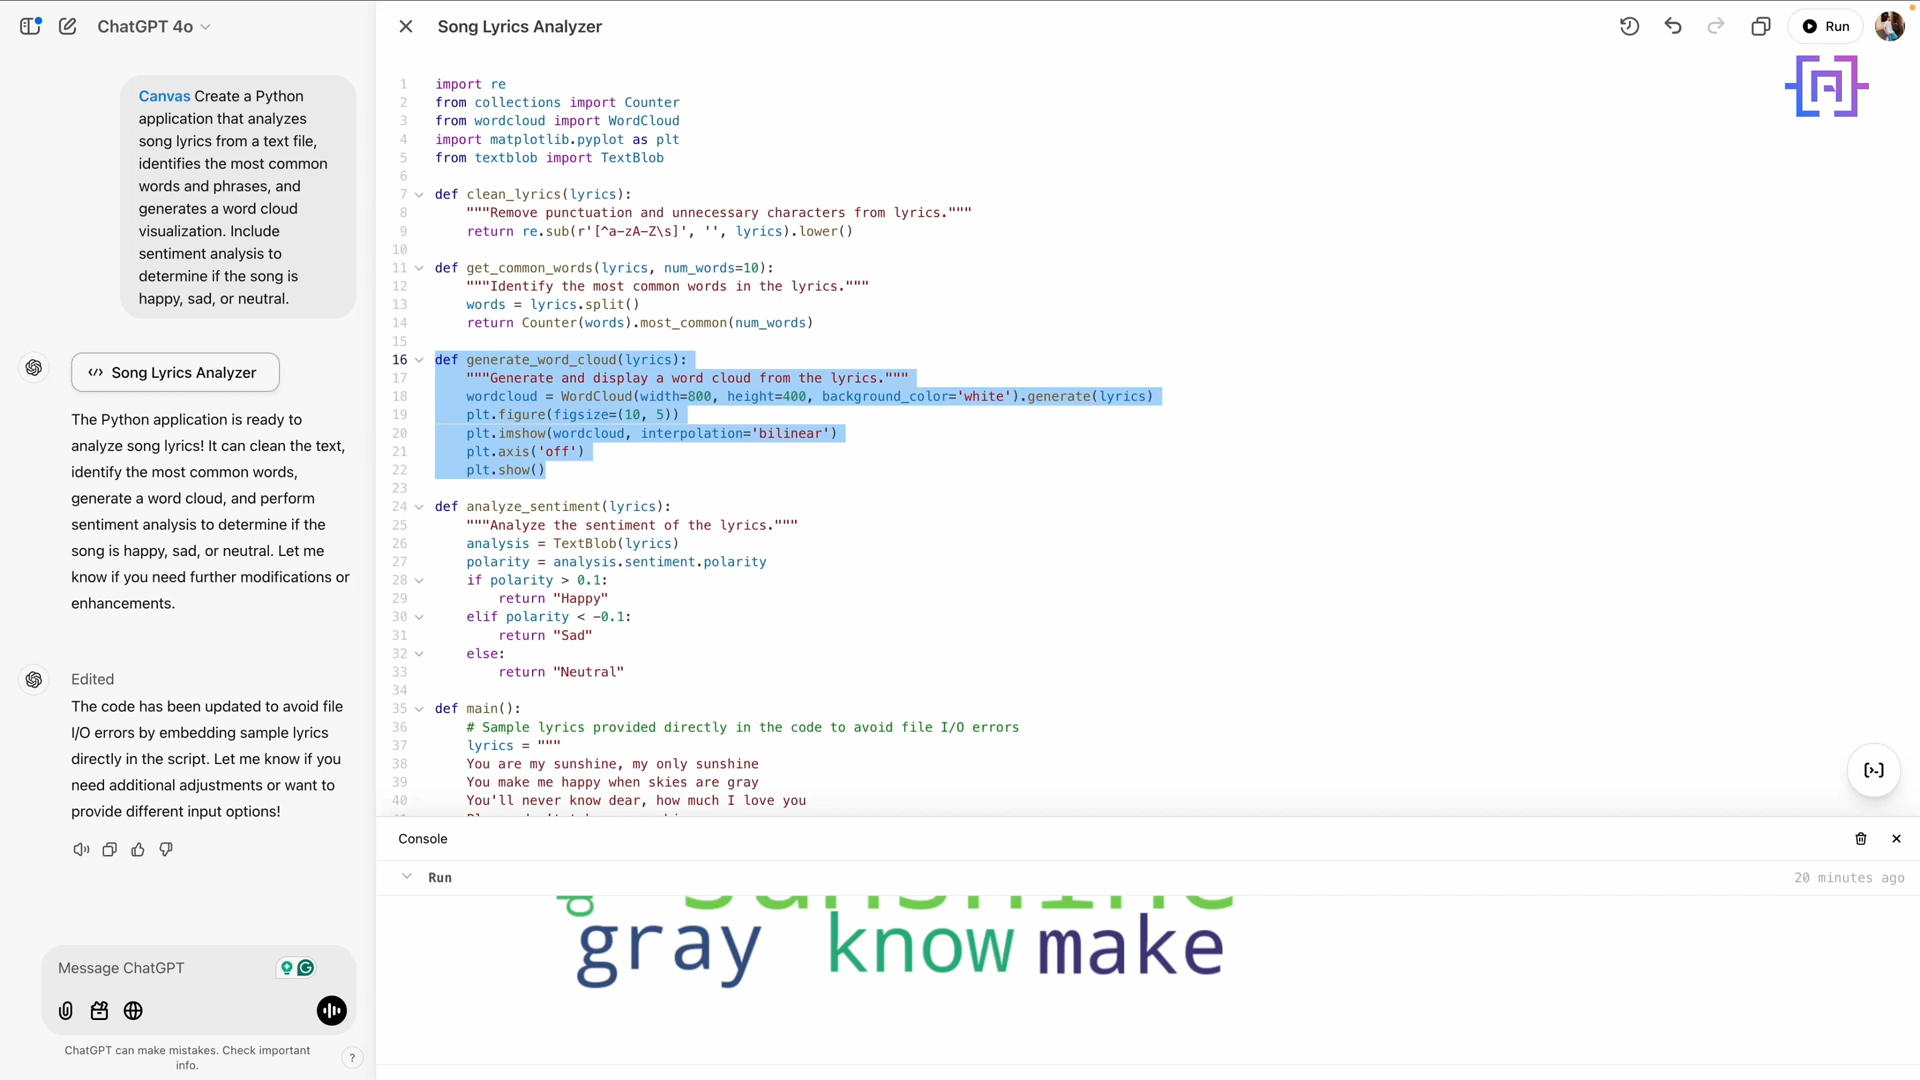 ChatGPT 4o
Canvas Create a Python
application that analyzes
song lyrics from a text file,
identifies the most common
words and phrases, and
generates a word cloud
visualization. Include
sentiment analysis to
determine if the song is
happy, sad, or neutral.
Song Lyrics Analyzer
The Python application is ready to
analyze song lyrics! It can clean the text,
identify the most common words,
generate a word cloud, and perform
sentiment analysis to determine if the
song is happy, sad, or neutral. Let me
know if you need further modifications or
enhancements.
Edited
The code has been updated to avoid file
I/O errors by embedding sample lyrics
directly in the script. Let me know if you
need additional adjustments or want to
provide different input options!
Message ChatGPT
ChatGPT can make mistakes. Check important
info.
?
Song Lyrics Analyzer
Run
1 import re
2 from collections import Counter
3 from wordcloud import WordCloud
4 import matplotlib.pyplot as plt
5 from textblob import TextBlob
6
7 def clean_lyrics(lyrics):
8 """Remove punctuation and unnecessary characters from lyrics."""
9 return re.sub(r'[^a-zA-Z\s]', '', lyrics).lower()
10
11 def get_common_words(lyrics, num_words=10):
12 """Identify the most common words in the lyrics."""
13 words = lyrics.split()
14 return Counter(words).most_common(num_words)
15
16 def generate_word_cloud(lyrics):
17 """Generate and display a word cloud from the lyrics."""
18 wordcloud = WordCloud(width=800, height=400, background_color='white').generate(lyrics)
19 plt.figure(figsize=(10, 5))
20 plt.imshow(wordcloud, interpolation='bilinear')
21 plt.axis('off')
22 plt.show()
23
24 def analyze_sentiment(lyrics):
25 """Analyze the sentiment of the lyrics."""
26 analysis = TextBlob(lyrics)
27 polarity = analysis.sentiment.polarity
28 if polarity > 0.1:
29 return "Happy"
30 elif polarity < -0.1:
31 return "Sad"
32 else:
33 return "Neutral"
34
35 def main():
36 # Sample lyrics provided directly in the code to avoid file I/O errors
37 lyrics = """
38 You are my sunshine, my only sunshine
39 You make me happy when skies are gray
40 You'll never know dear, how much I love you
Console
Run 20 minutes ago
sunshine
gray know make